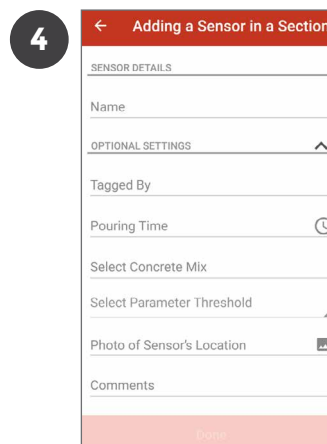 4
← Adding a Sensor in a Section
SENSOR DETAILS
Name
OPTIONAL SETTINGS
Tagged By
Pouring Time
Select Concrete Mix
Select Parameter Threshold
Photo of Sensor's Location
Comments
Done